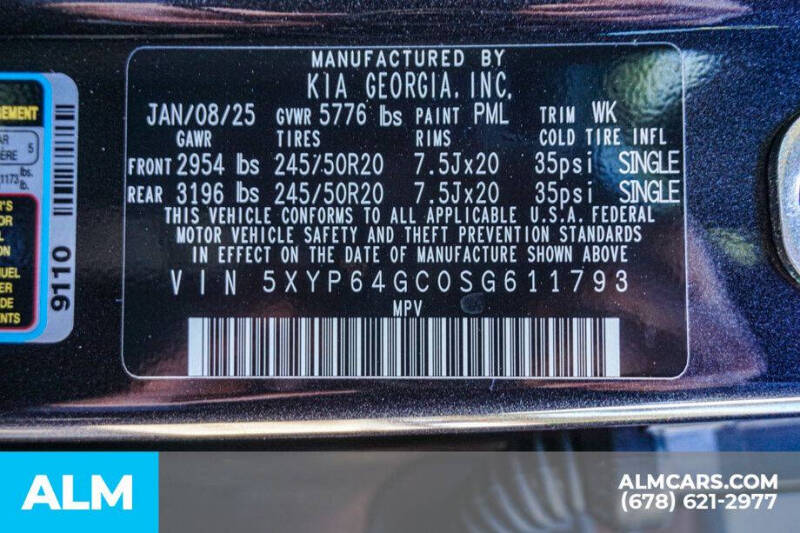 MANUFACTURED BY
KIA GEORGIA, INC.
JAN/08/25 GVWR 5776 lbs PAINT PML TRIM WK
GAWR TIRES RIMS COLD TIRE INFL
FRONT 2954 lbs 245/50R20 7.5Jx20 35psi SINGLE
REAR 3196 lbs 245/50R20 7.5Jx20 35psi SINGLE
THIS VEHICLE CONFORMS TO ALL APPLICABLE U.S.A. FEDERAL
MOTOR VEHICLE SAFETY AND THEFT PREVENTION STANDARDS
IN EFFECT ON THE DATE OF MANUFACTURE SHOWN ABOVE
VIN 5XYP64GC0SG611793
MPV
5
1173 lbs.
9110
ALM
ALMCARS.COM
(678) 621-2977